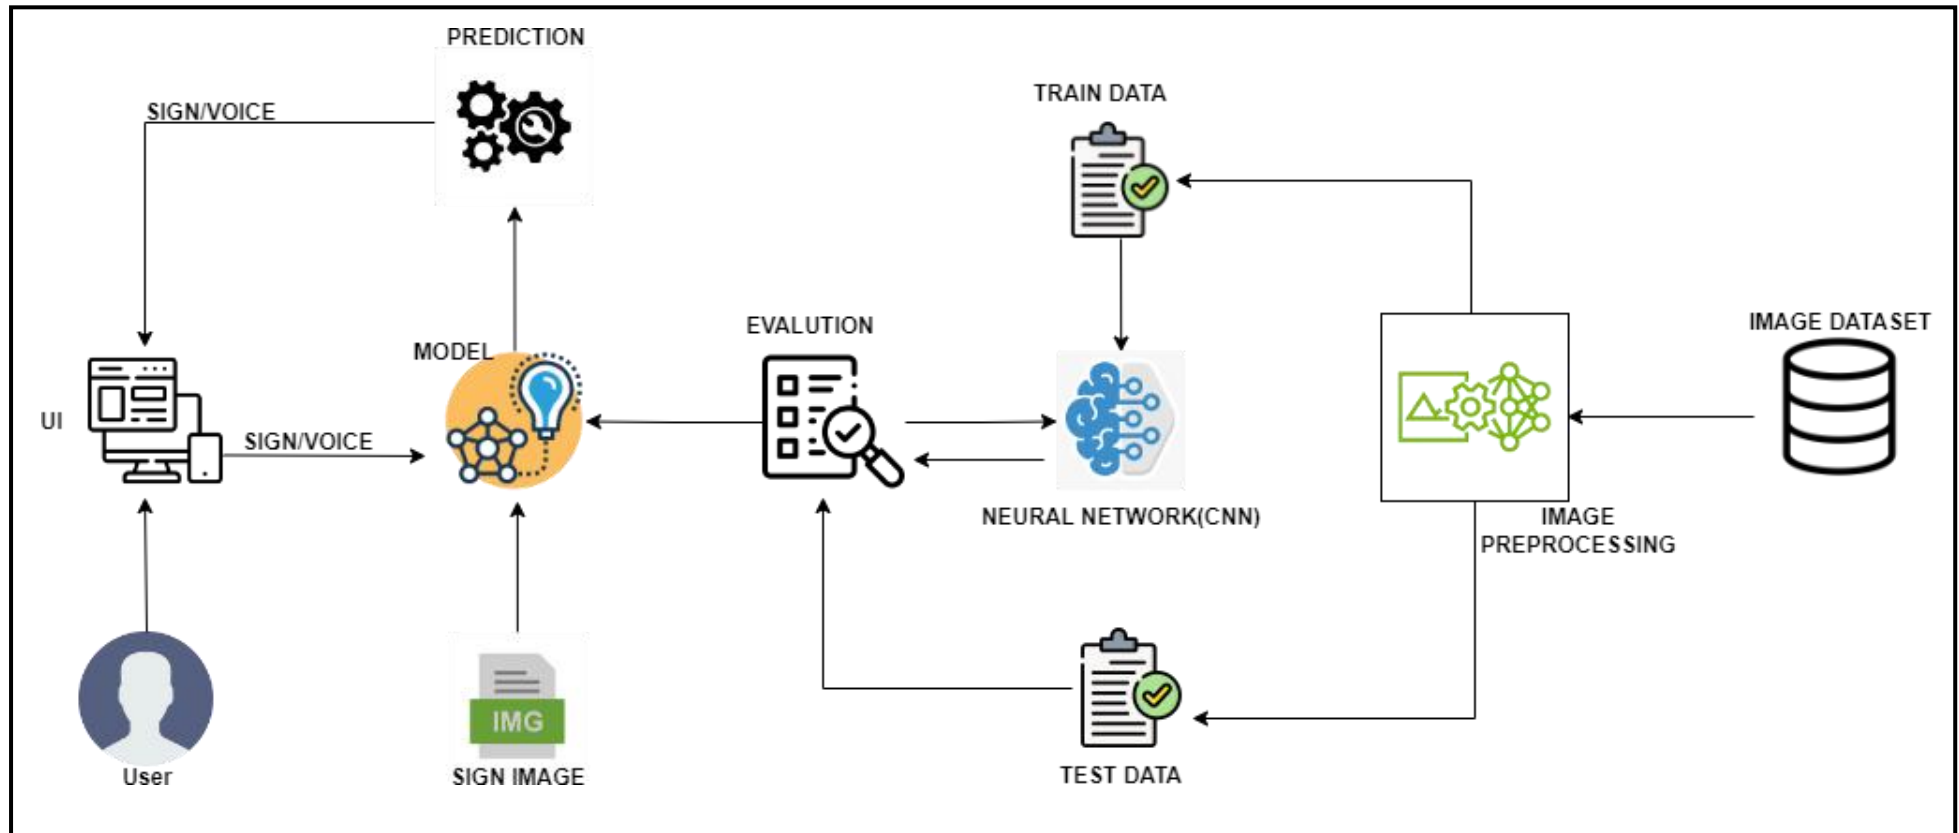 PREDICTION
SIGN/VOICE
TRAIN DATA
EVALUTION
IMAGE DATASET
MODEL
UI
SIGN/VOICE
NEURAL NETWORK(CNN)
IMAGE
PREPROCESSING
IMG
User
SIGN IMAGE
TEST DATA